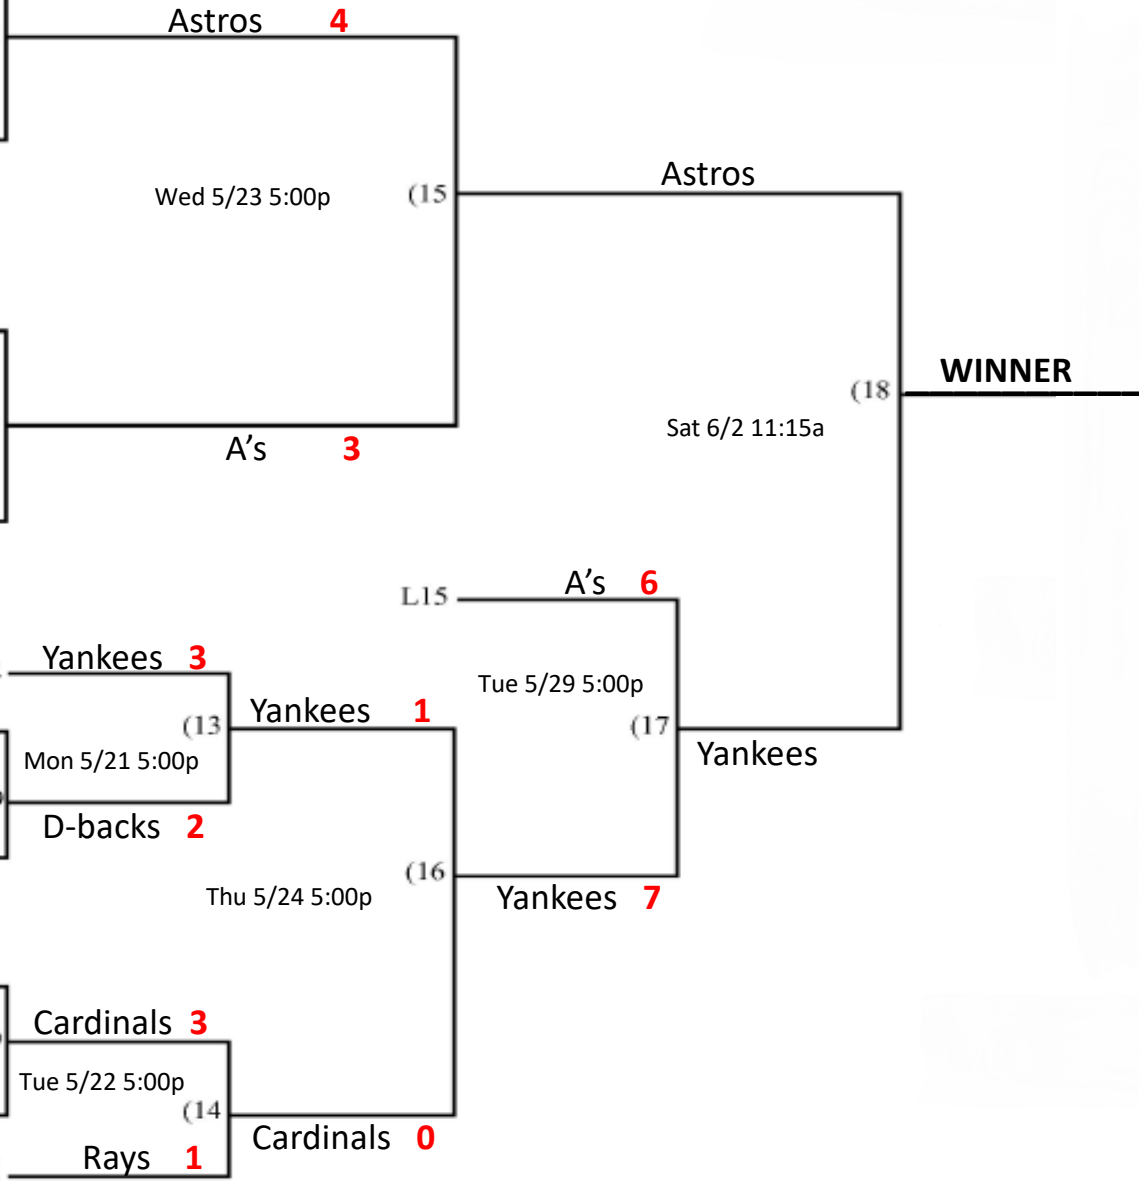 Astros 4
Wed 5/23 5:00p
(15
Astros
A’s 3
WINNER
(18
Sat 6/2 11:15a
L15
A’s 6
Yankees 3
Tue 5/29 5:00p
(13
Yankees 1
(17
Yankees
Mon 5/21 5:00p
D-backs 2
(16
Thu 5/24 5:00p
Yankees 7
Cardinals 3
Tue 5/22 5:00p
(14
Cardinals 0
Rays 1